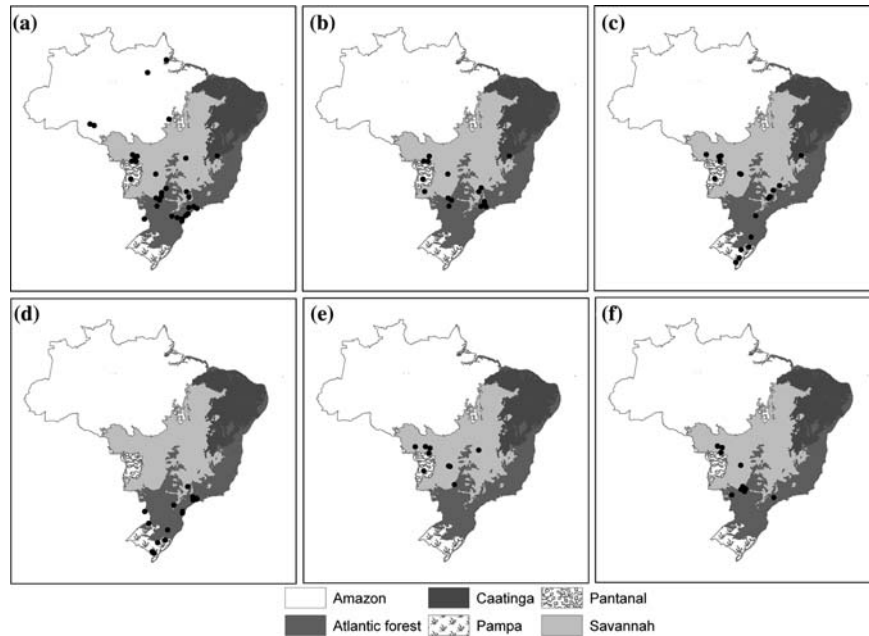 (a)
(b)
(c)
(d)
(e)
(f)
Amazon
Caatinga
Pantanal
Atlantic forest
Pampa
Savannah